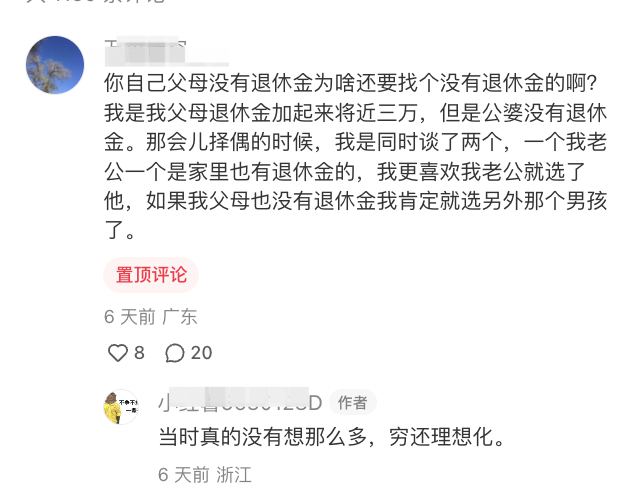 你自己父母没有退休金为啥还要找个没有退休金的啊?
我是我父母退休金加起来将近三万，但是公婆没有退休
金。那会儿择偶的时候，我是同时谈了两个，一个我老
公一个是家里也有退休金的，我更喜欢我老公就选了
他，如果我父母也没有退休金我肯定就选另外那个男孩
了。
置顶评论
6 天前 广东
8 20
作者
当时真的没有想那么多，穷还理想化。
6 天前 浙江